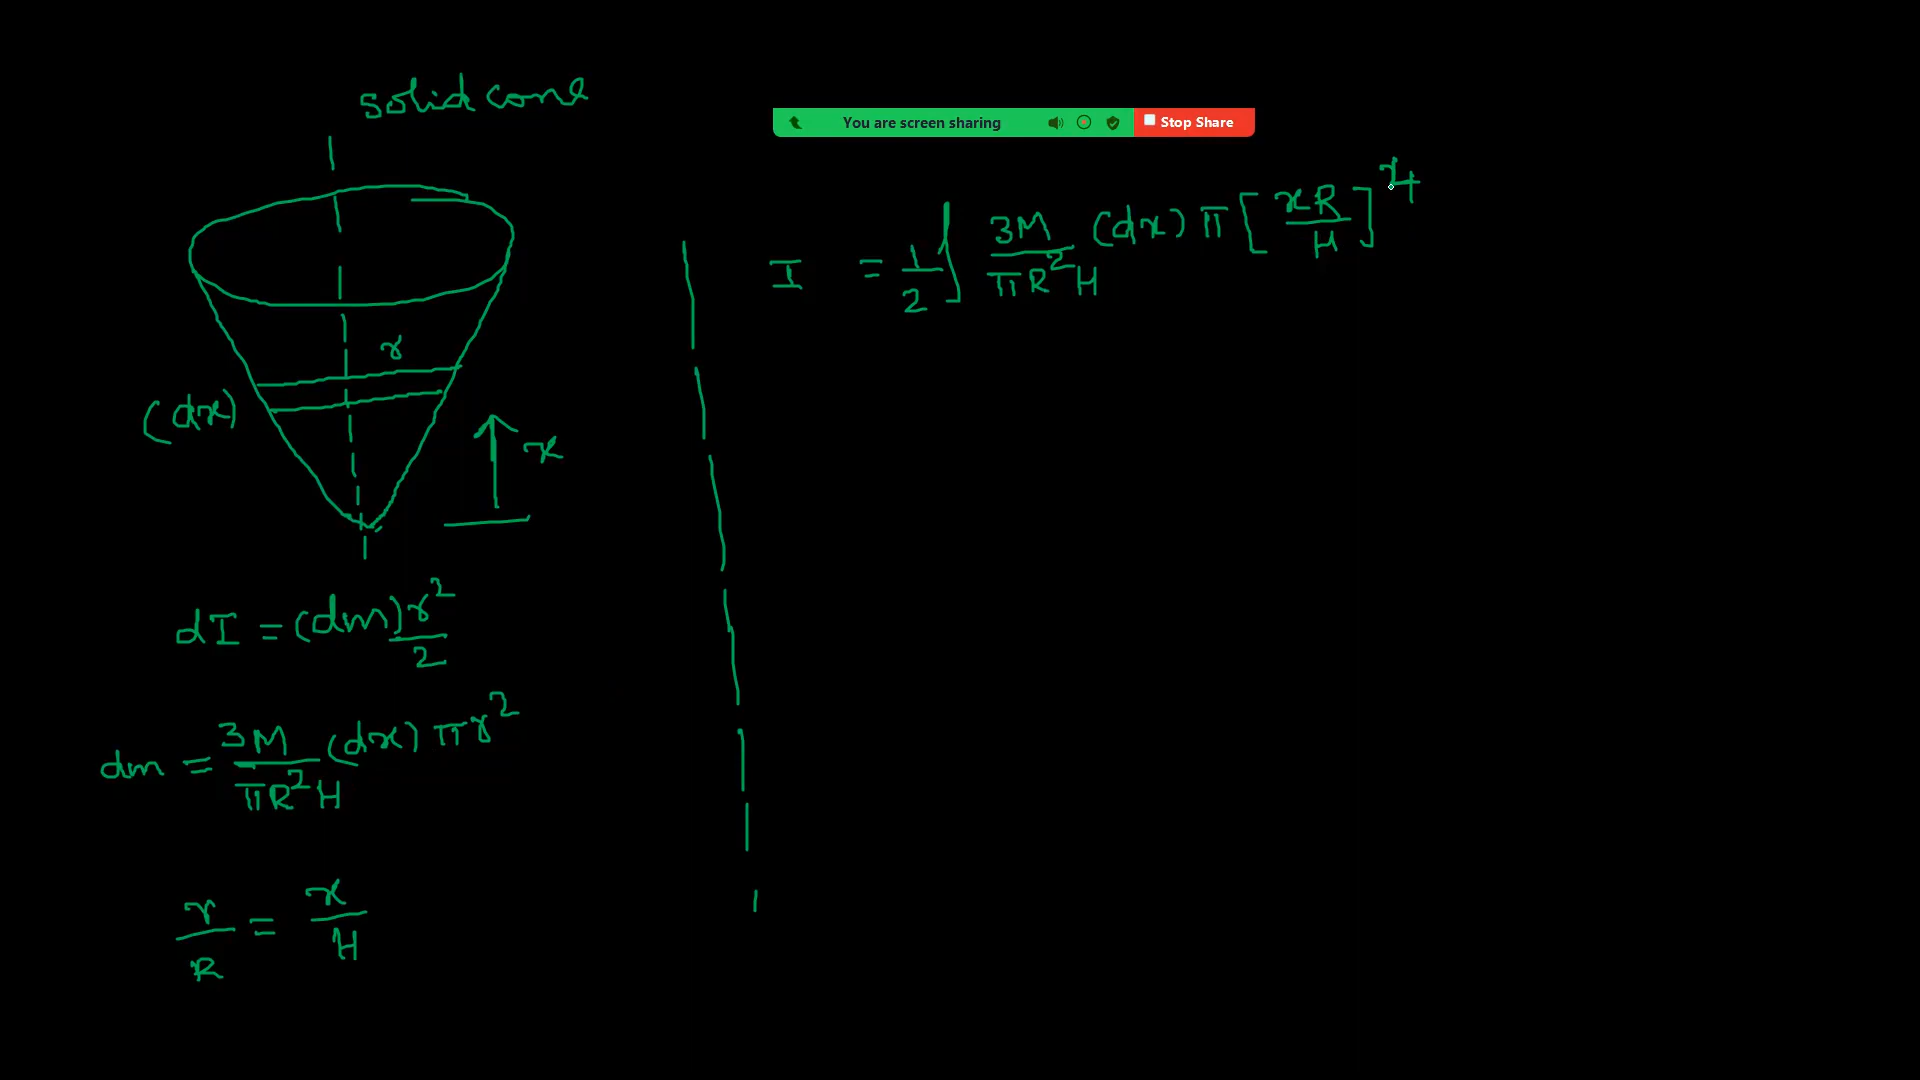 solid cone
You are screen sharing
Stop Share
r
(dx)
x
dI = (dm) r²/2
dm = 3M/πR²H (dx) πr²
r/R = x/H
I = 1/2 ∫ 3M/πR²H (dx) π [xR/H]⁴